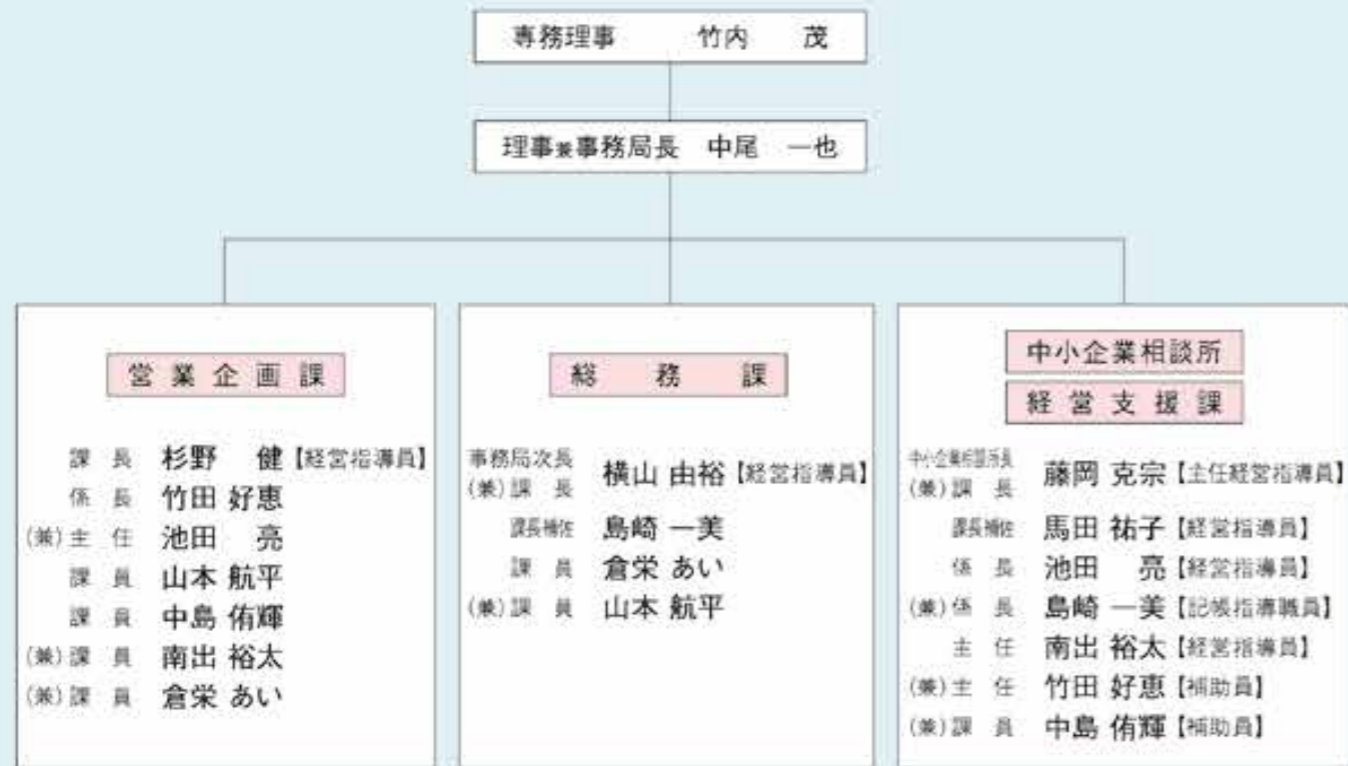 専務理事 竹内 茂
理事兼事務局長 中尾 一也
営業企画課
課長 杉野 健【経営指導員】
係長 竹田 好恵
(兼)主任 池田 亮
課員 山本 航平
課員 中島 侑輝
(兼)課員 南出 裕太
(兼)課員 倉栄 あい
総務課
事務局次長
(兼)課長 横山 由裕【経営指導員】
課長補佐 島崎 一美
課員 倉栄 あい
(兼)課員 山本 航平
中小企業相談所
経営支援課
中小企業相談所長
(兼)課長 藤岡 克宗【主任経営指導員】
課長補佐 馬田 祐子【経営指導員】
係長 池田 亮【経営指導員】
(兼)係長 島崎 一美【記帳指導職員】
主任 南出 裕太【経営指導員】
(兼)主任 竹田 好恵【補助員】
(兼)課員 中島 侑輝【補助員】